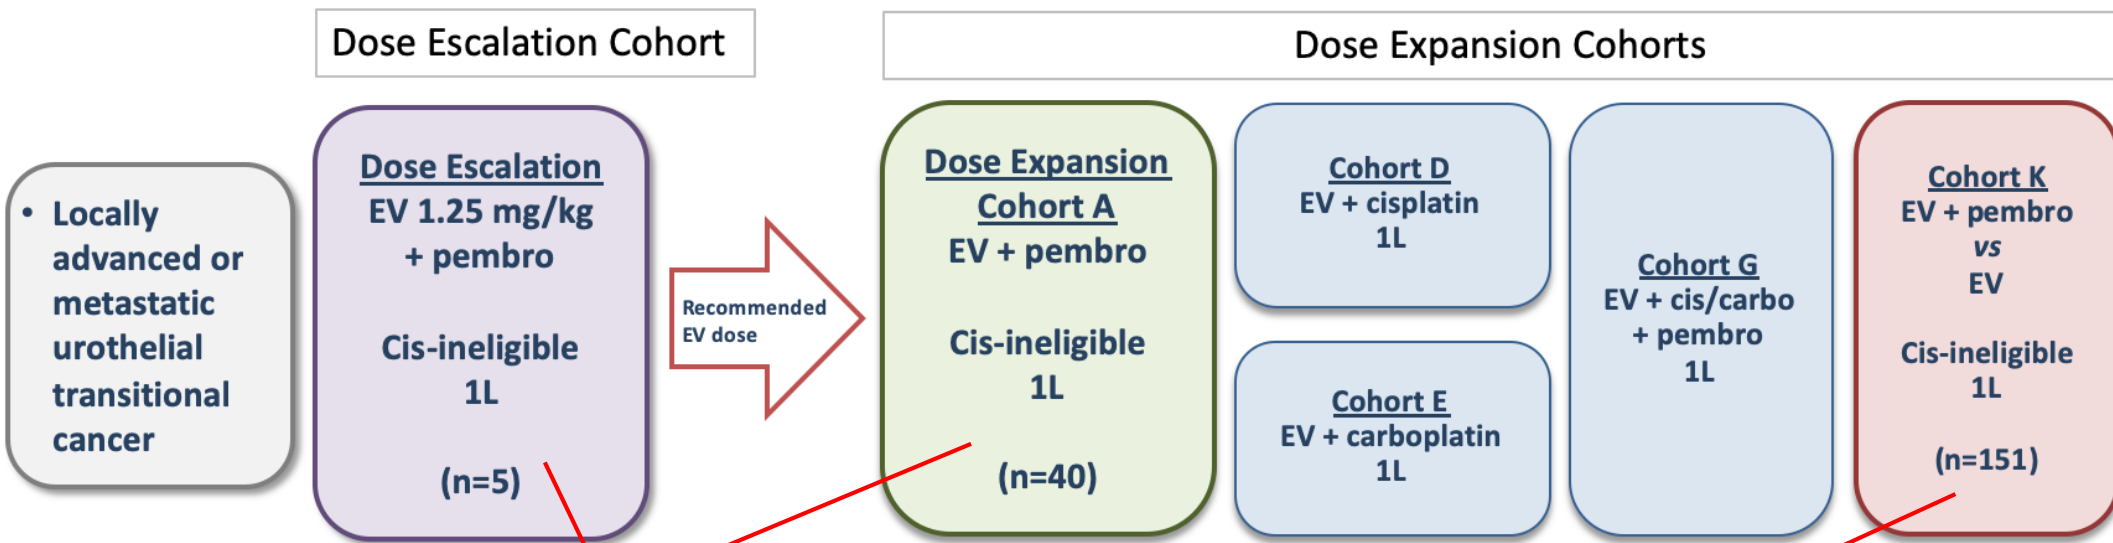 Dose Escalation Cohort
Dose Expansion Cohorts
• Locally
advanced or
metastatic
urothelial
transitional
cancer
Dose Escalation
EV 1.25 mg/kg
+ pembro
Cis-ineligible
1L
(n=5)
Recommended
EV dose
Dose Expansion
Cohort A
EV + pembro
Cis-ineligible
1L
(n=40)
Cohort D
EV + cisplatin
1L
Cohort E
EV + carboplatin
1L
Cohort G
EV + cis/carbo
+ pembro
1L
Cohort K
EV + pembro
vs
EV
Cis-ineligible
1L
(n=151)